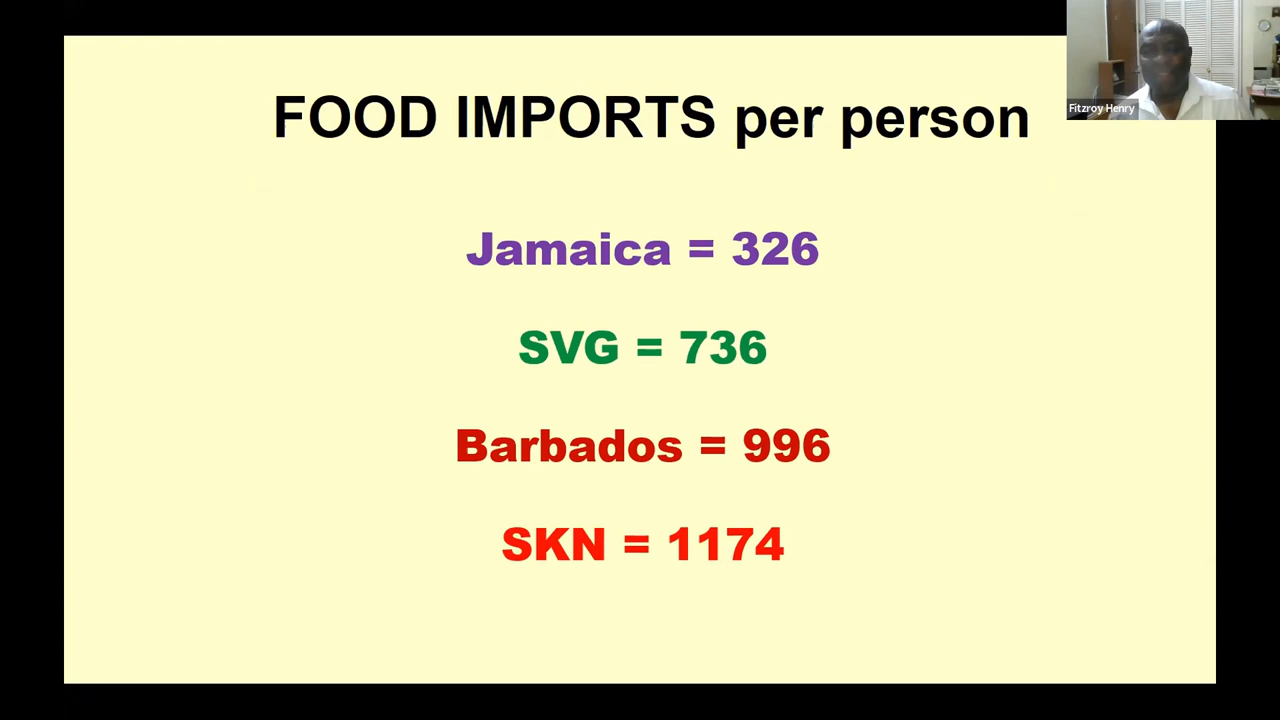 FOOD IMPORTS per person
Fitzroy Henry
Jamaica = 326
SVG = 736
Barbados = 996
SKN = 1174